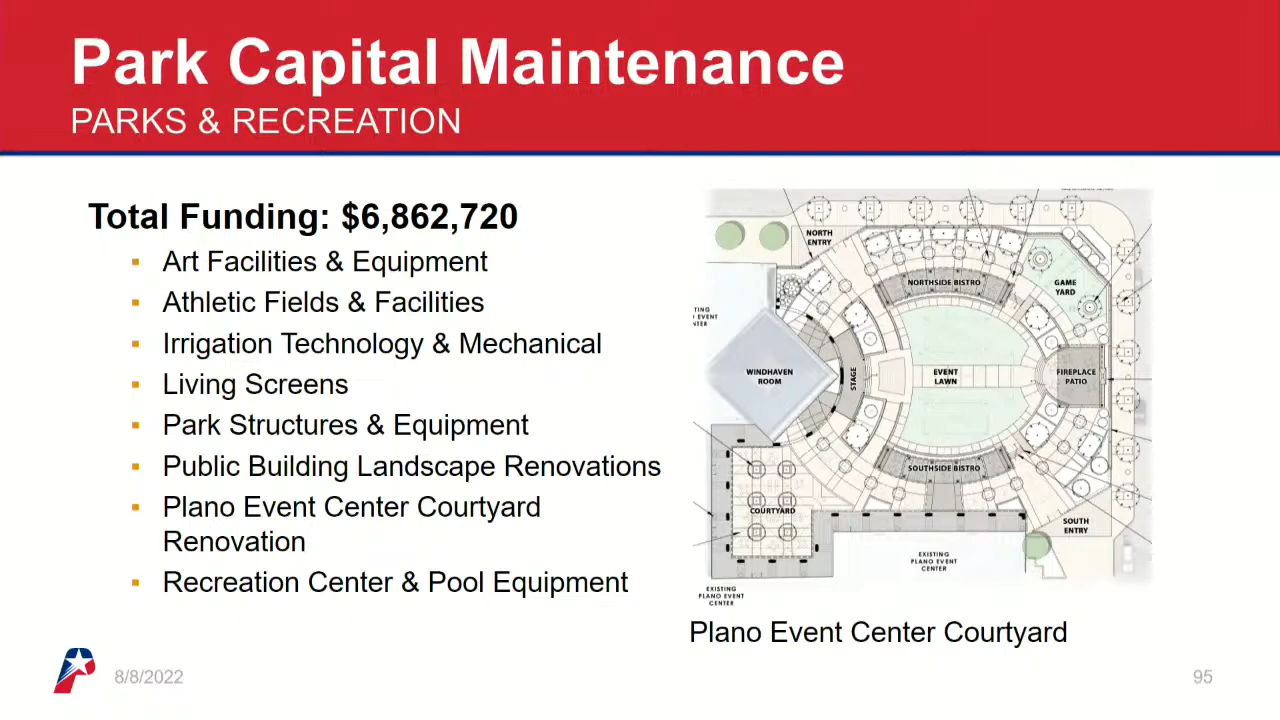 Park Capital Maintenance
PARKS & RECREATION
Total Funding: $6,862,720
▪ Art Facilities & Equipment
▪ Athletic Fields & Facilities
▪ Irrigation Technology & Mechanical
▪ Living Screens
▪ Park Structures & Equipment
▪ Public Building Landscape Renovations
▪ Plano Event Center Courtyard
Renovation
▪ Recreation Center & Pool Equipment
NORTH
ENTRY
NORTHSIDE BISTRO
GAME
YARD
TING
EVENT
NTER
WINDHAVEN
ROOM
STAGE
EVENT
LAWN
FIREPLACE
PATIO
SOUTHSIDE BISTRO
COURTYARD
SOUTH
ENTRY
EXISTING
PLANO EVENT
CENTER
EXISTING
PLANO EVENT
CENTER
Plano Event Center Courtyard
8/8/2022
95